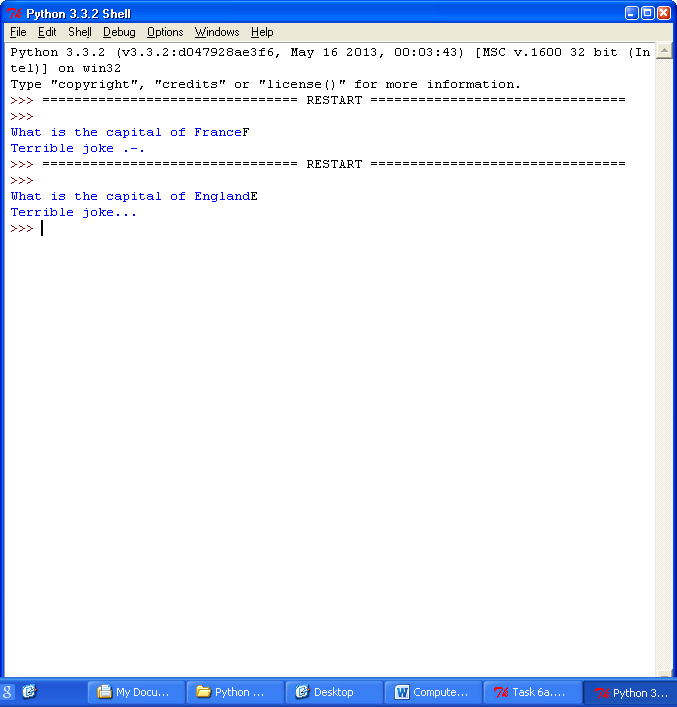 Python 3.3.2 Shell
File Edit Shell Debug Options Windows Help
Python 3.3.2 (v3.3.2:d047928ae3f6, May 16 2013, 00:03:43) [MSC v.1600 32 bit (In
tel)] on win32
Type "copyright", "credits" or "license()" for more information.
>>> ================================ RESTART ================================
>>>
What is the capital of FranceF
Terrible joke .-.
>>> ================================ RESTART ================================
>>>
What is the capital of EnglandE
Terrible joke...
>>>
8 My Docu... Python ... Desktop Compute... Task 6a.... Python 3...